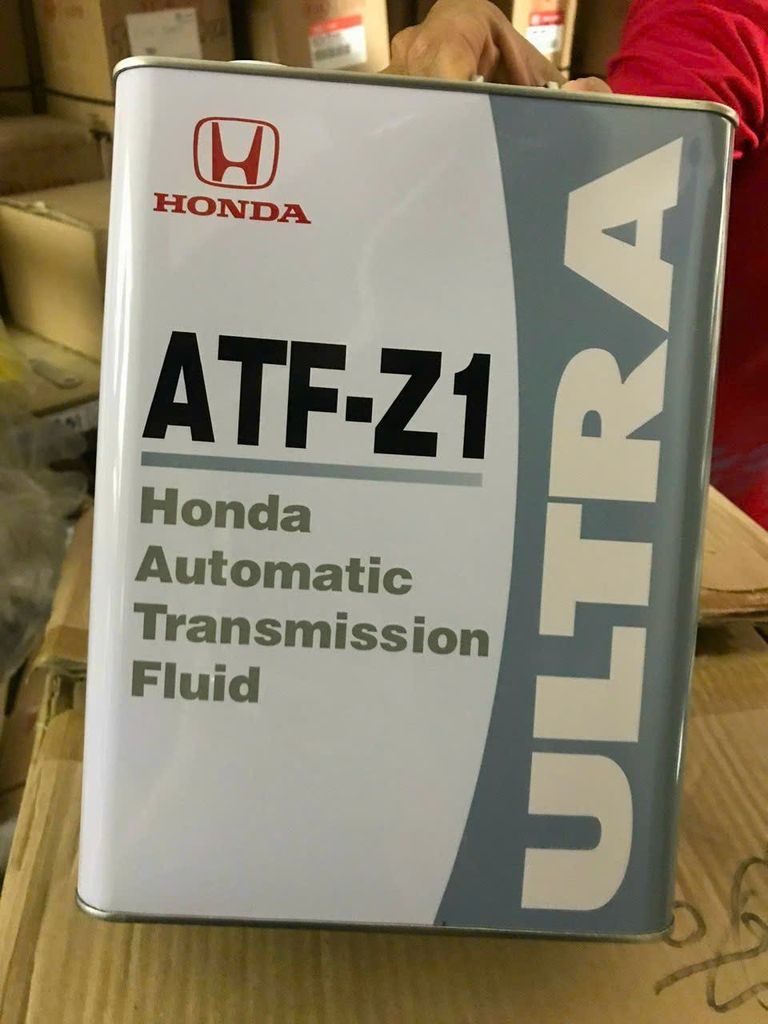 HONDA
ATF-Z1
Honda
Automatic
Transmission
Fluid
ULTRA